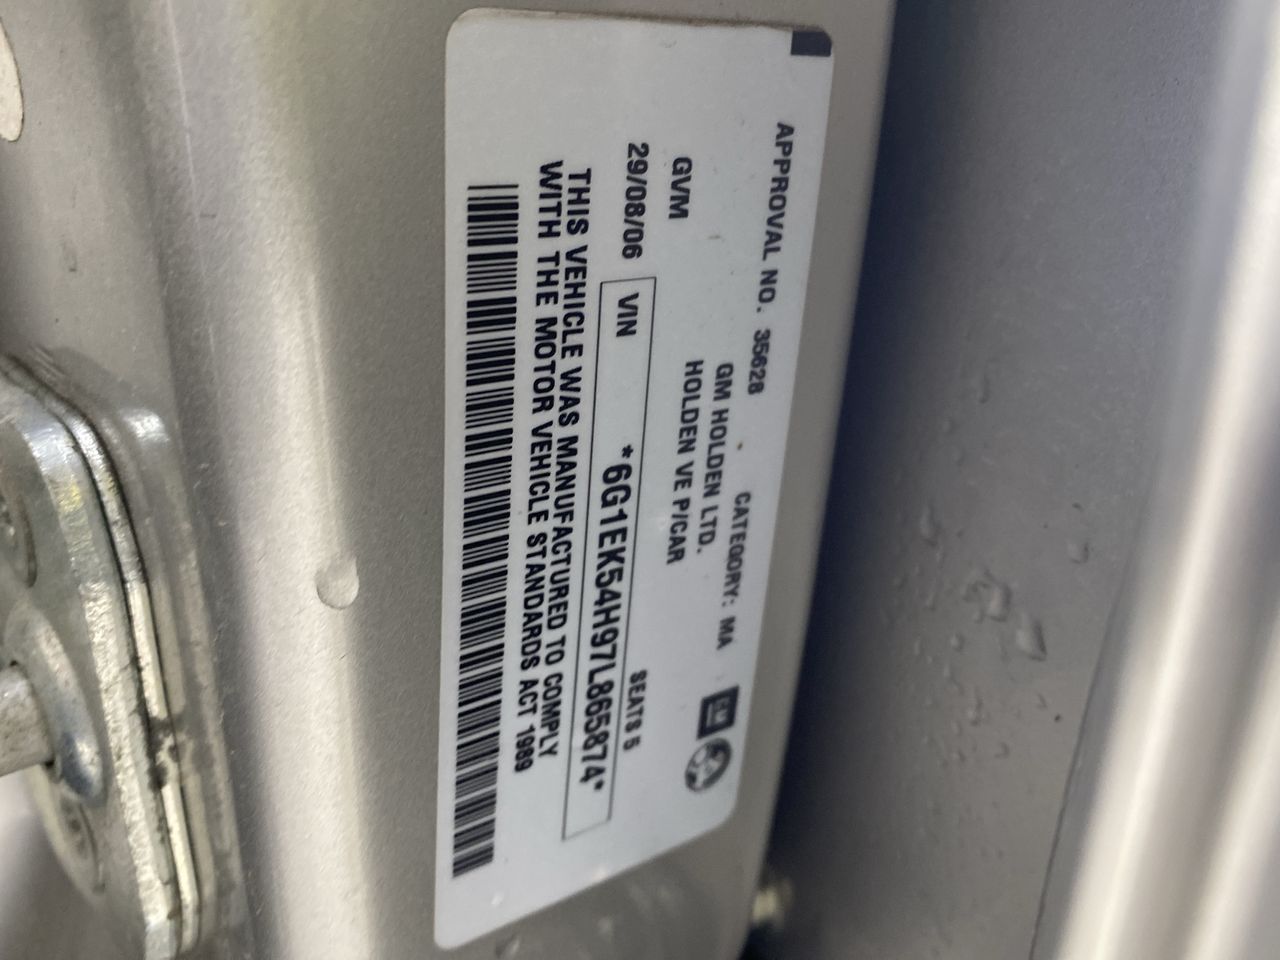 APPROVAL NO. 35628 CATEGORY: MA
GM HOLDEN LTD.
HOLDEN VE P/CAR
GVM
SEATS 5
29/08/06 VIN *6G1EK54H97L865874*
THIS VEHICLE WAS MANUFACTURED TO COMPLY
WITH THE MOTOR VEHICLE STANDARDS ACT 1989
GM